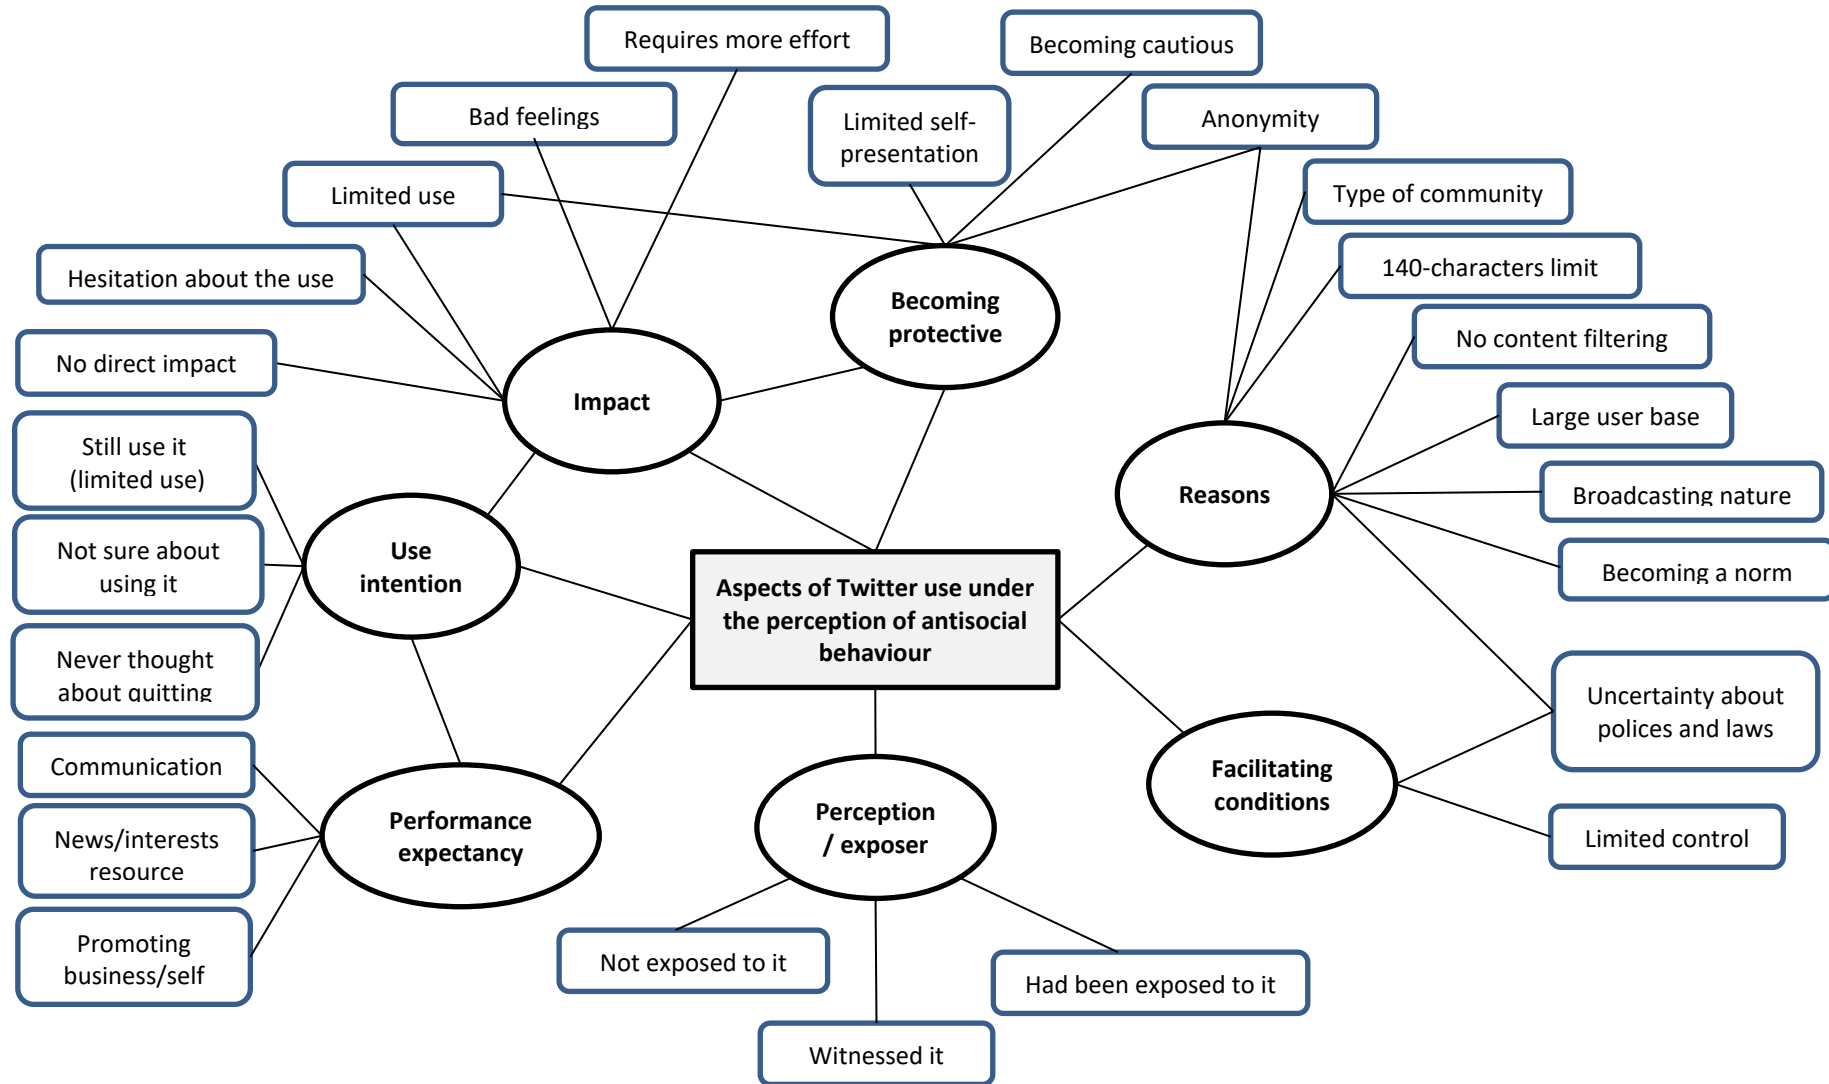 Requires more effort
Becoming cautious
Bad feelings
Limited self-
presentation
Anonymity
Limited use
Type of community
Hesitation about the use
140-characters limit
Becoming
protective
No content filtering
No direct impact
Impact
Large user base
Still use it
(limited use)
Reasons
Broadcasting nature
Not sure about
using it
Use
intention
Becoming a norm
Aspects of Twitter use under
the perception of antisocial
behaviour
Never thought
about quitting
Uncertainty about
polices and laws
Communication
Facilitating
conditions
Performance
expectancy
Perception
/ exposer
News/interests
resource
Limited control
Promoting
business/self
Not exposed to it
Had been exposed to it
Witnessed it